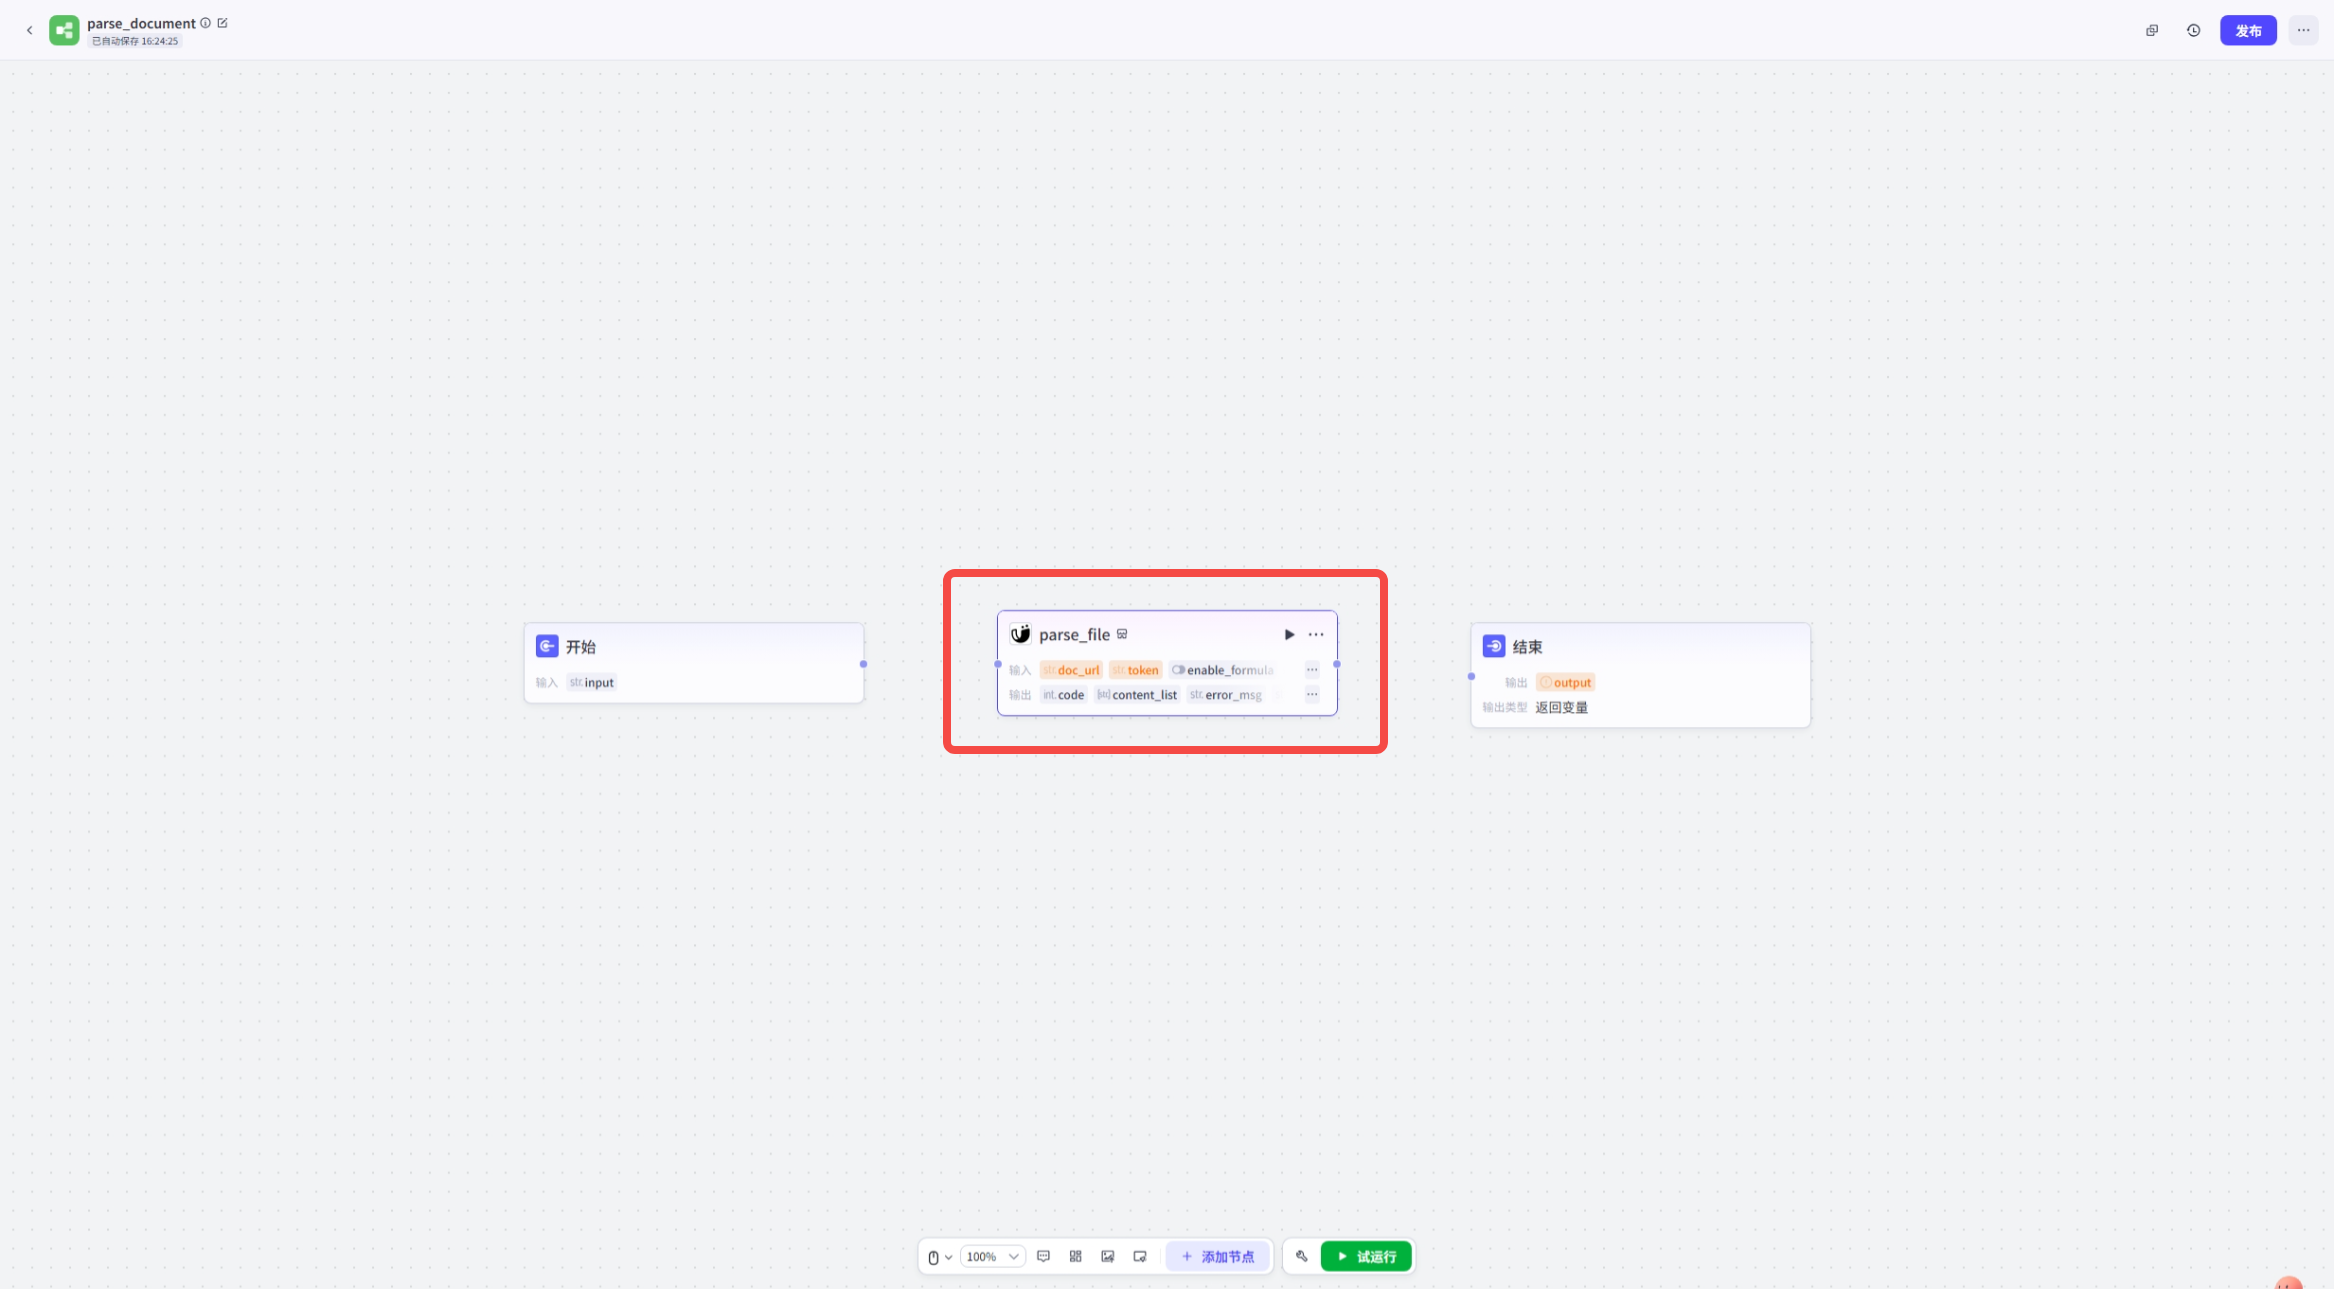 parse_document
已自动保存 16:24:25
发布
开始
输入 str. input
parse_file
输入 str. doc_url str. token enable_formula
输出 int. code [str] content_list str. error_msg
结束
输出 output
输出类型 返回变量
100%
添加节点
试运行